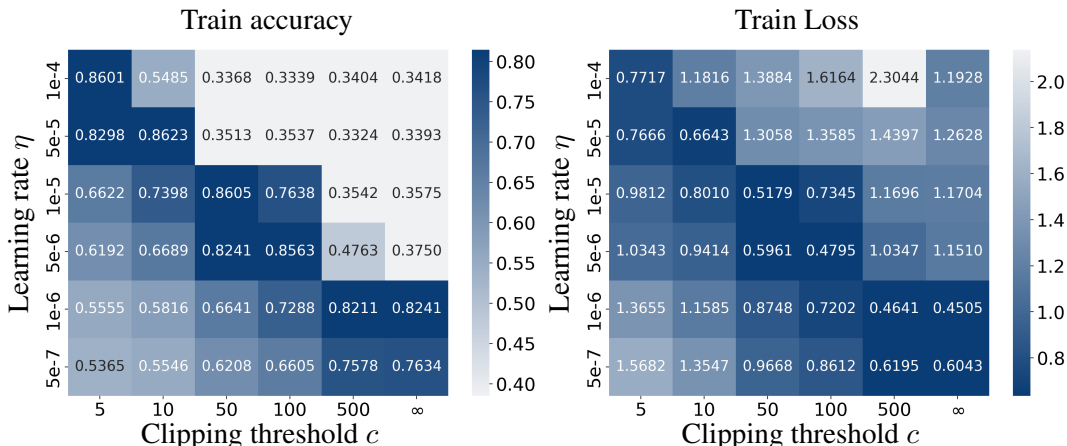 Train accuracy
Learning rate η
1e-4 0.8601 0.5485 0.3368 0.3339 0.3404 0.3418
5e-5 0.8298 0.8623 0.3513 0.3537 0.3324 0.3393
1e-5 0.6622 0.7398 0.8605 0.7638 0.3542 0.3575
5e-6 0.6192 0.6689 0.8241 0.8563 0.4763 0.3750
1e-6 0.5555 0.5816 0.6641 0.7288 0.8211 0.8241
5e-7 0.5365 0.5546 0.6208 0.6605 0.7578 0.7634
5 10 50 100 500 ∞
Clipping threshold c
0.80
0.75
0.70
0.65
0.60
0.55
0.50
0.45
0.40
Train Loss
Learning rate η
1e-4 0.7717 1.1816 1.3884 1.6164 2.3044 1.1928
5e-5 0.7666 0.6643 1.3058 1.3585 1.4397 1.2628
1e-5 0.9812 0.8010 0.5179 0.7345 1.1696 1.1704
5e-6 1.0343 0.9414 0.5961 0.4795 1.0347 1.1510
1e-6 1.3655 1.1585 0.8748 0.7202 0.4641 0.4505
5e-7 1.5682 1.3547 0.9668 0.8612 0.6195 0.6043
5 10 50 100 500 ∞
Clipping threshold c
2.0
1.8
1.6
1.4
1.2
1.0
0.8